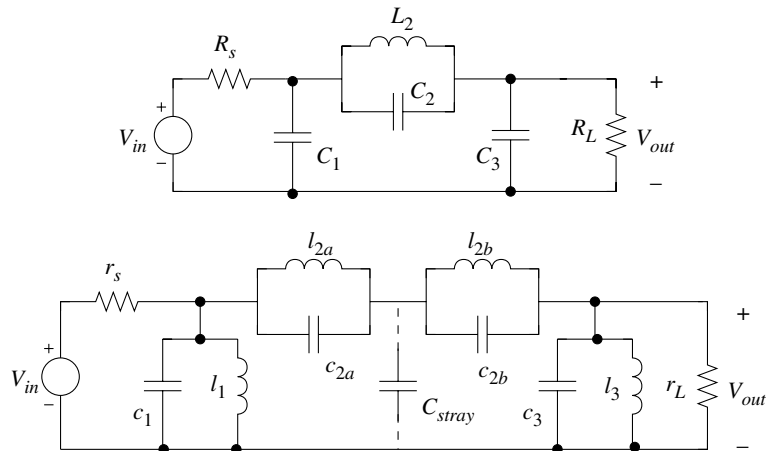 L2
Rs
C2
+
+
Vin
C1
C3
RL
Vout
−
−
l2a
l2b
rs
+
+
c2a
c2b
Vin
c1
l1
Cstray
c3
l3
rL
Vout
−
−